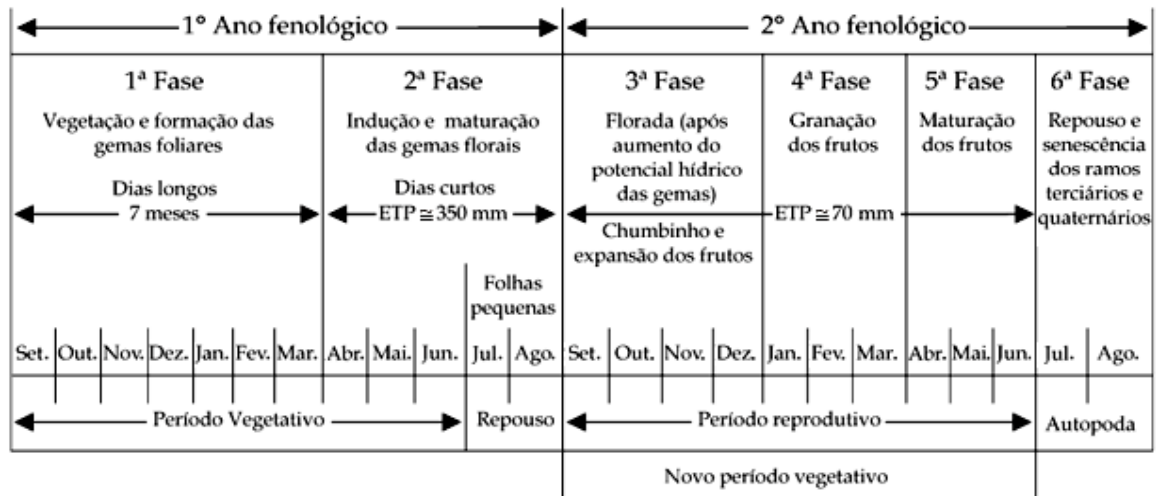 1° Ano fenológico
2° Ano fenológico
1ª Fase
Vegetação e formação das
gemas foliares
Dias longos
7 meses
2ª Fase
Indução e maturação
das gemas florais
Dias curtos
ETP ≅ 350 mm
Folhas
pequenas
3ª Fase
Florada (após
aumento do
potencial hídrico
das gemas)
Chumbinho e
expansão dos frutos
4ª Fase
Granação
dos frutos
ETP ≅ 70 mm
5ª Fase
Maturação
dos frutos
6ª Fase
Repouso e
senescência
dos ramos
terciários e
quaternários
Set. Out. Nov. Dez. Jan. Fev. Mar. Abr. Mai. Jun. Jul. Ago. Set. Out. Nov. Dez. Jan. Fev. Mar. Abr. Mai. Jun. Jul. Ago.
Período Vegetativo Repouso Período reprodutivo Autopoda
Novo período vegetativo